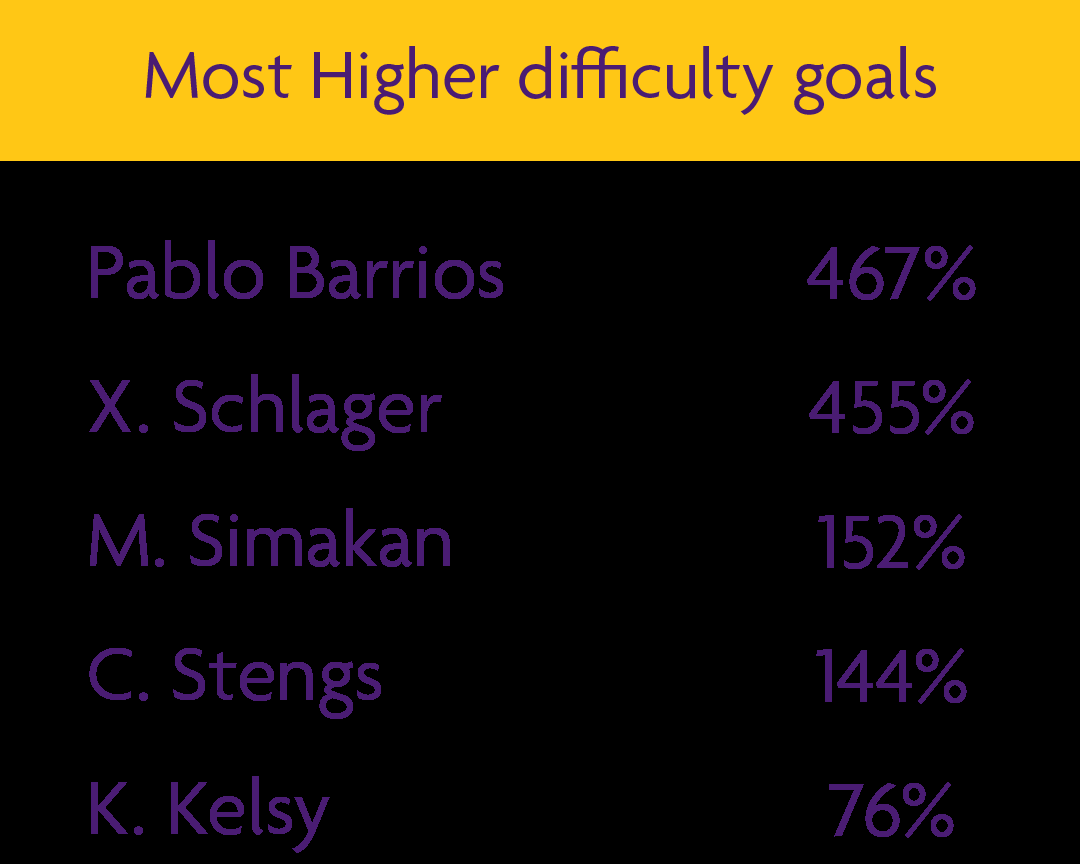 Most Higher difficulty goals
Pablo Barrios 467%
X. Schlager 455%
M. Simakan 152%
C. Stengs 144%
K. Kelsy 76%